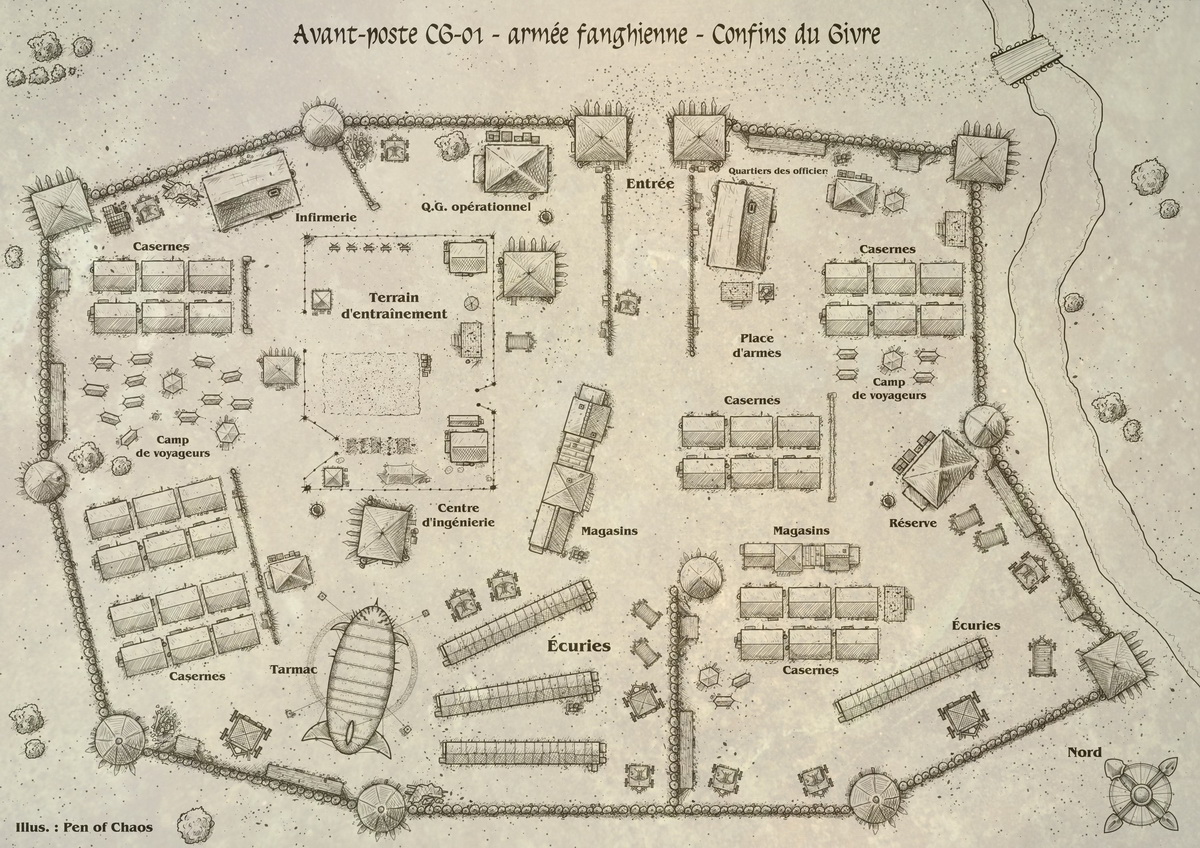 Avant-poste CG-01 - armée fanghienne - Confins du Givre
Entrée
Quartiers des officiers
Infirmerie
Q.G. opérationnel
Casernes
Casernes
Terrain
d'entraînement
Place
d'armes
Camp
de voyageurs
Casernes
Camp
de voyageurs
Centre
d'ingénierie
Magasins
Réserve
Magasins
Écuries
Écuries
Tarmac
Casernes
Casernes
Nord
Illus. : Pen of Chaos